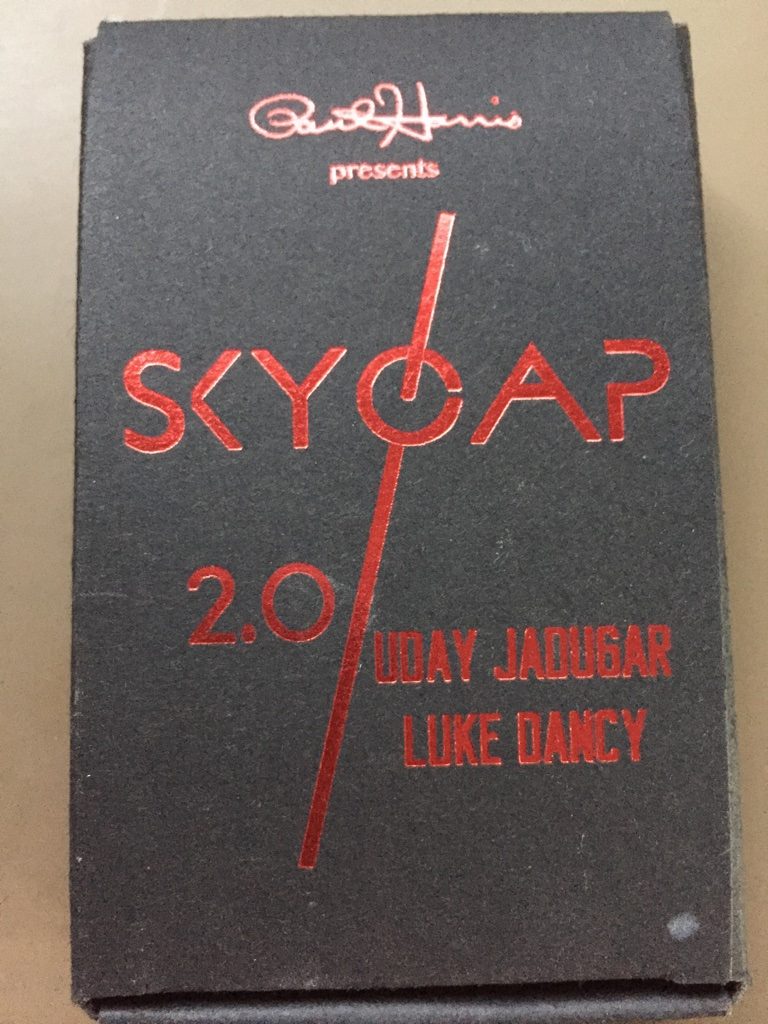 Paul Harris
presents
SKYCAP
2.0
UDAY JADUGAR
LUKE DANCY